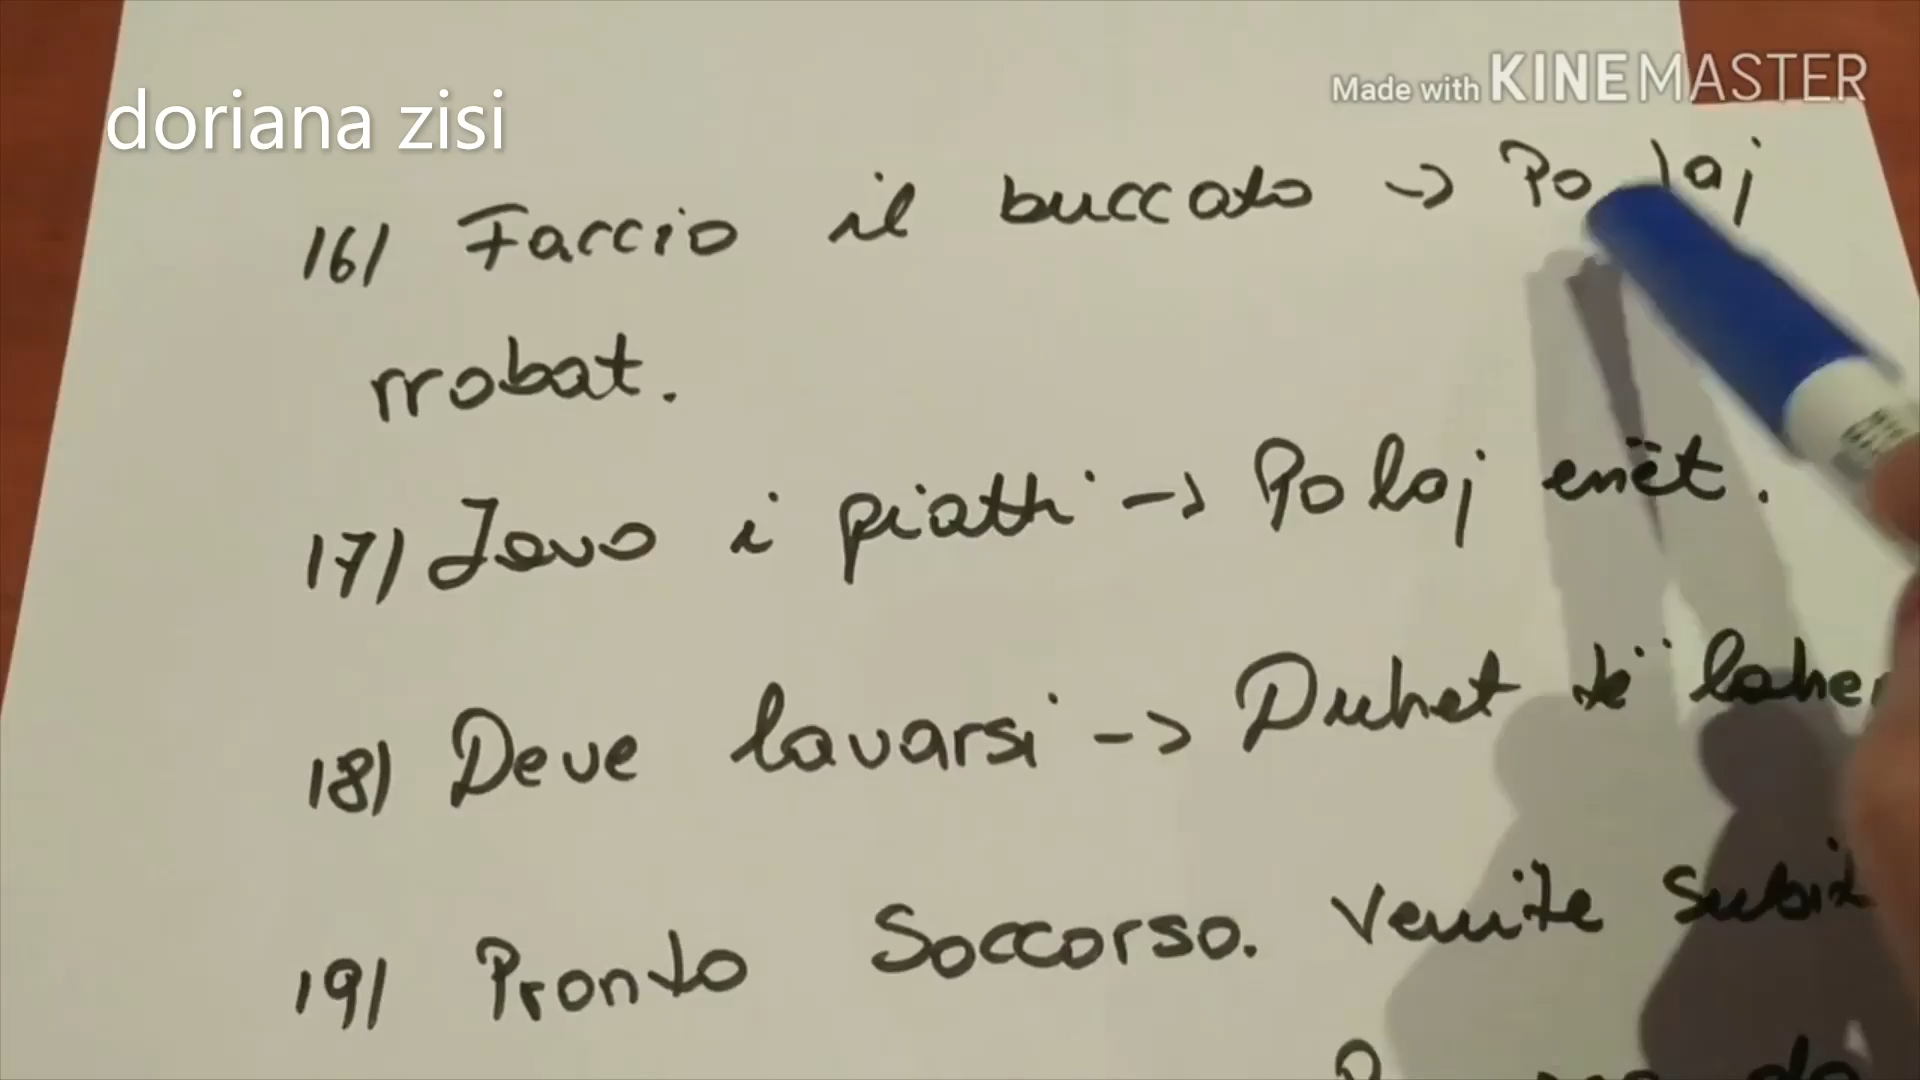 doriana zisi
Made with KINEMASTER
16) Faccio il buccato -> Po laj
rrobat.
17) Lavo i piatti -> Po laj enët.
18) Deve lavarsi -> Duhet të
19) Pronto Soccorso. Venite